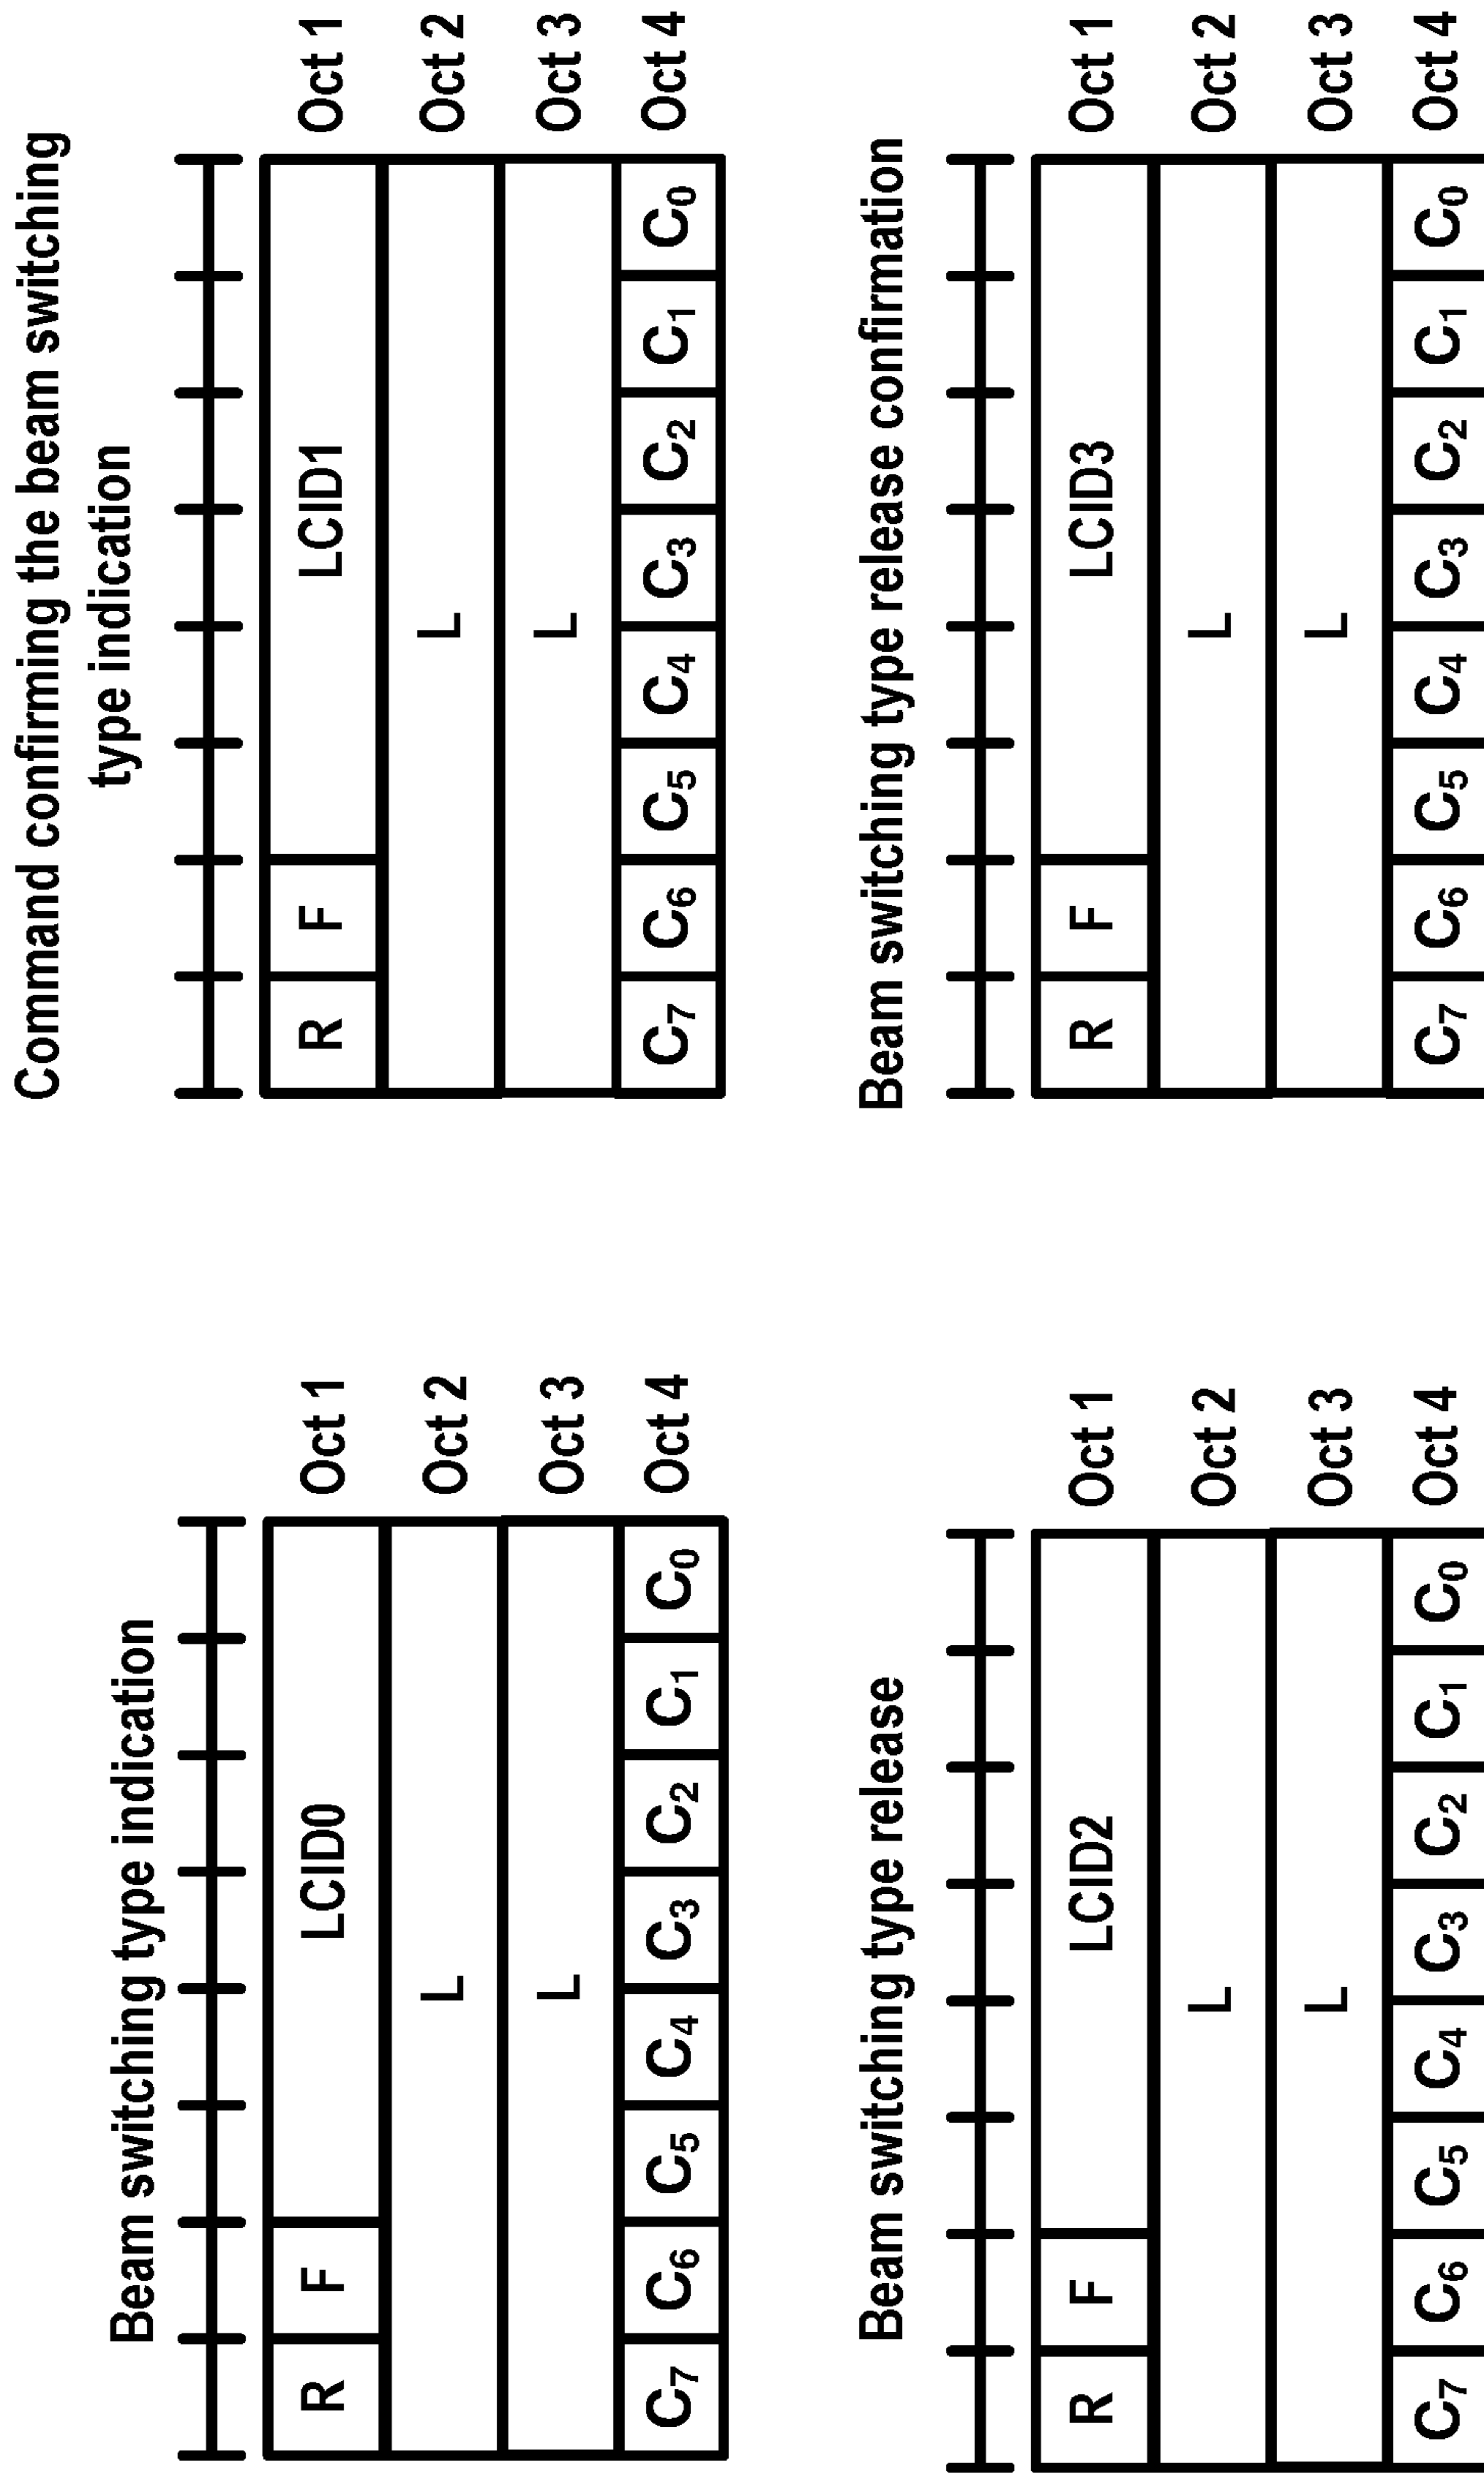 Beam switching type indication
R F LCID0 Oct 1
L Oct 2
L Oct 3
C7 C6 C5 C4 C3 C2 C1 C0 Oct 4
Command confirming the beam switching
type indication
R F LCID1 Oct 1
L Oct 2
L Oct 3
C7 C6 C5 C4 C3 C2 C1 C0 Oct 4
Beam switching type release
R F LCID2 Oct 1
L Oct 2
L Oct 3
C7 C6 C5 C4 C3 C2 C1 C0 Oct 4
Beam switching type release confirmation
R F LCID3 Oct 1
L Oct 2
L Oct 3
C7 C6 C5 C4 C3 C2 C1 C0 Oct 4